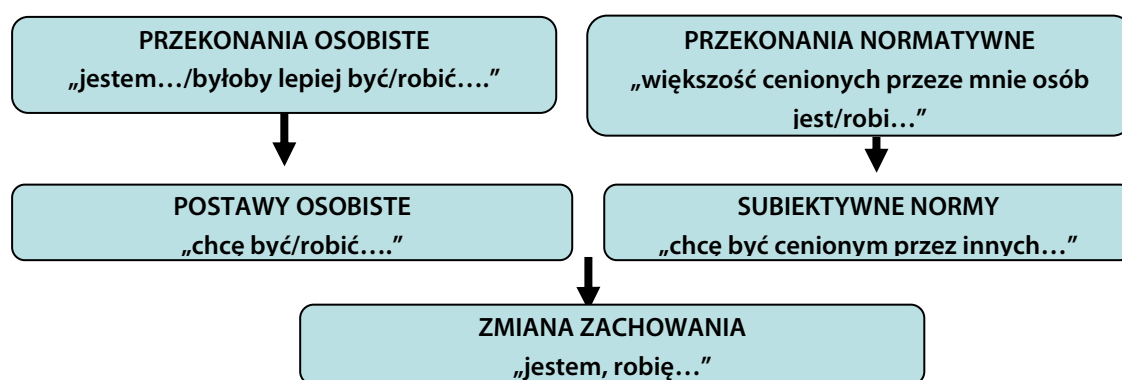 PRZEKONANIA OSOBISTE
„jestem…/byłoby lepiej być/robić….”
PRZEKONANIA NORMATYWNE
„większość cenionych przeze mnie osób
jest/robi…”
POSTAWY OSOBISTE
„chcę być/robić….”
SUBIEKTYWNE NORMY
„chcę być cenionym przez innych…”
ZMIANA ZACHOWANIA
„jestem, robię…”